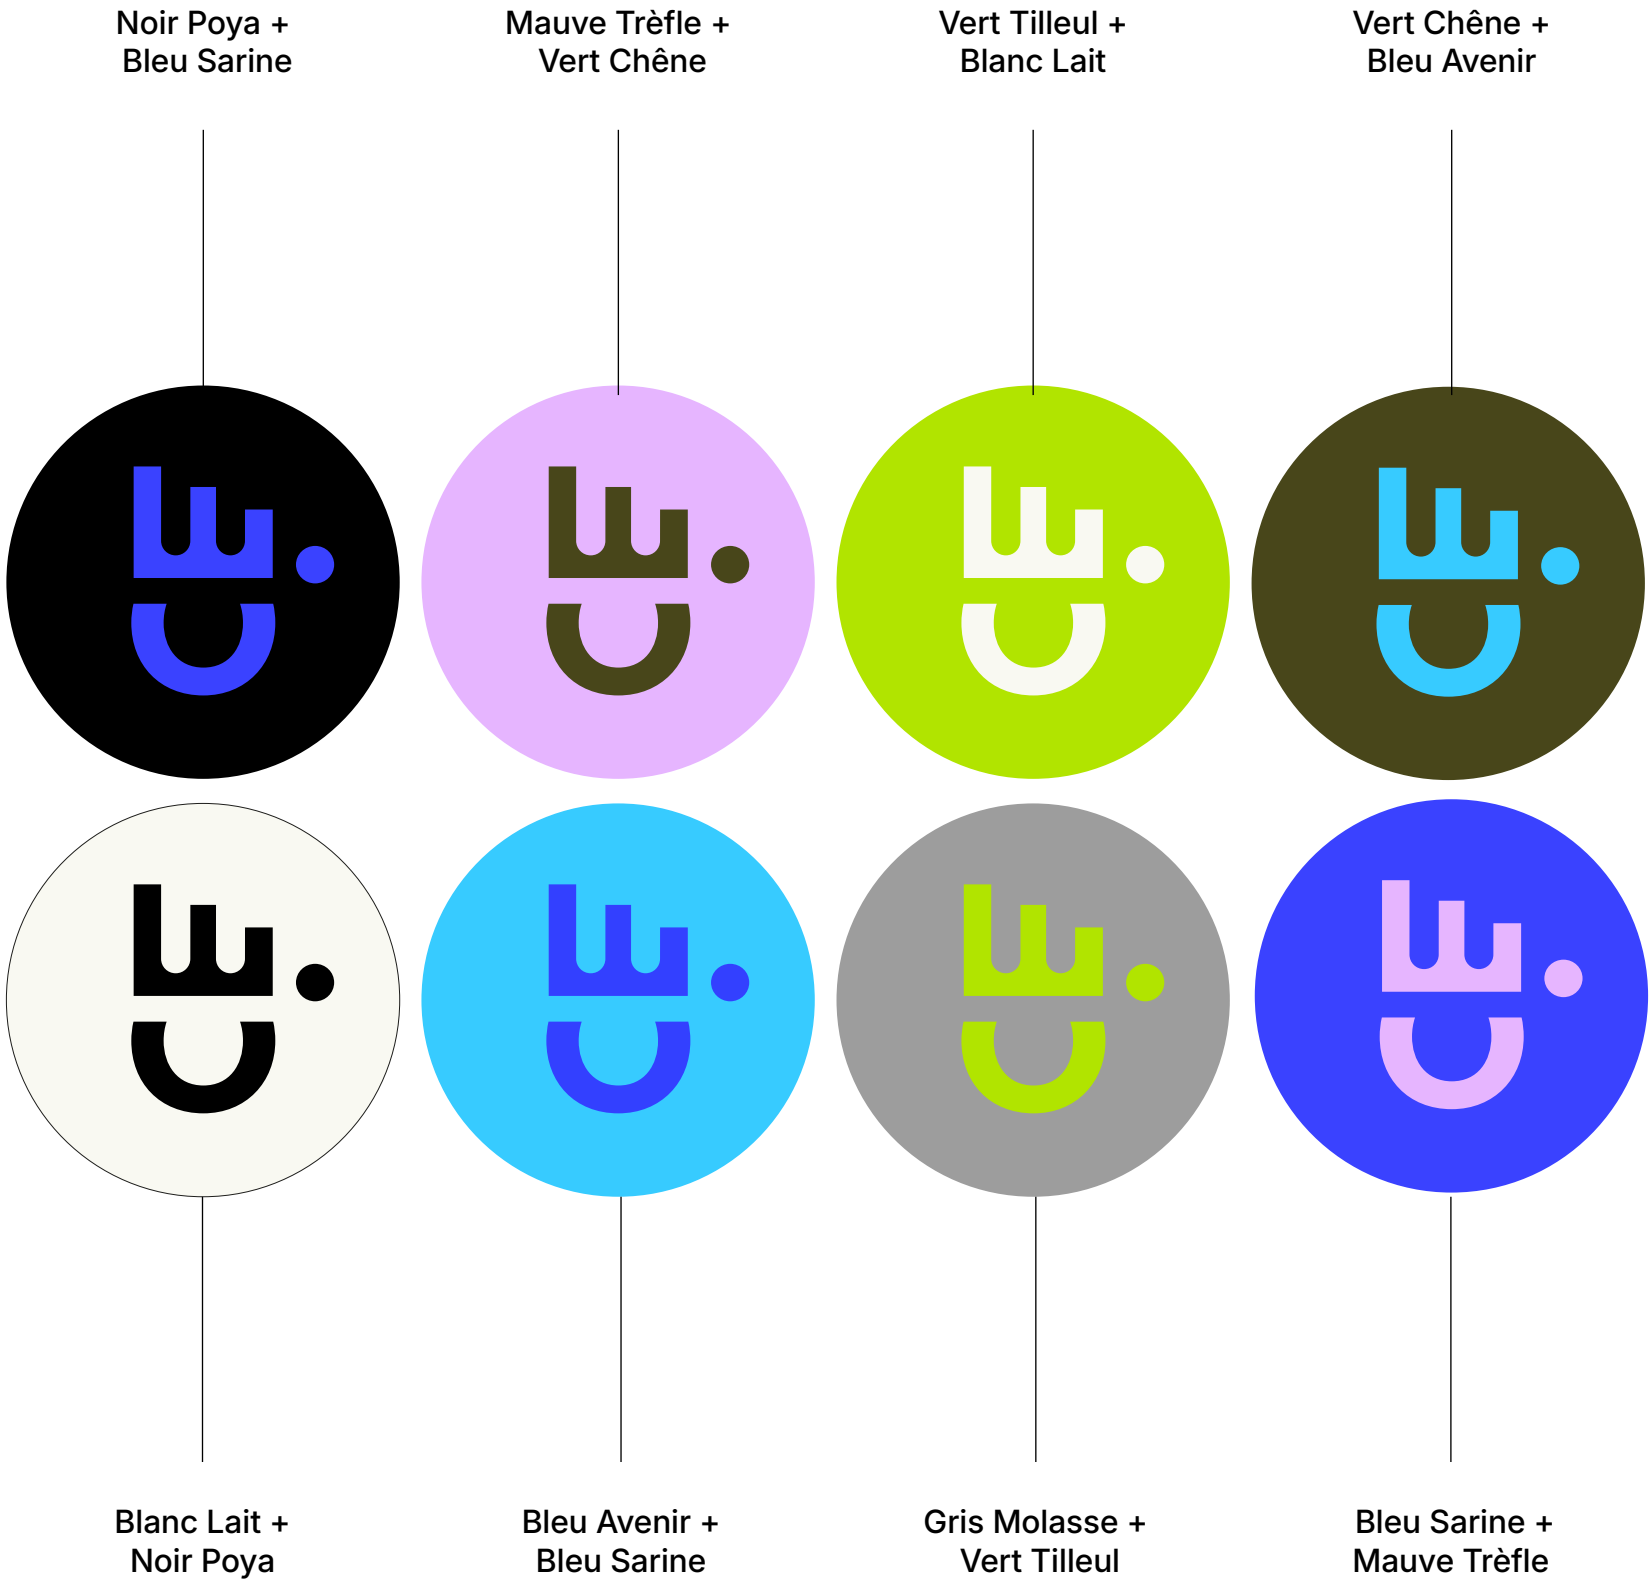 Noir Poya +
Bleu Sarine
Mauve Trèfle +
Vert Chêne
Vert Tilleul +
Blanc Lait
Vert Chêne +
Bleu Avenir
Blanc Lait +
Noir Poya
Bleu Avenir +
Bleu Sarine
Gris Molasse +
Vert Tilleul
Bleu Sarine +
Mauve Trèfle